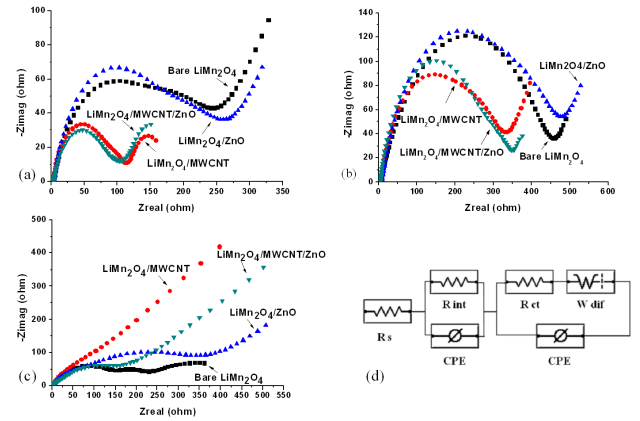 (a)
-Zimag (ohm)
100
80
60
40
20
0
Bare LiMn2O4
LiMn2O4/MWCNT/ZnO
LiMn2O4/ZnO
LiMn2O4/MWCNT
0 50 100 150 200 250 300 350
Zreal (ohm)
(b)
-Zimag (ohm)
140
120
100
80
60
40
20
0
LiMn2O4/ZnO
LiMn2O4/MWCNT
LiMn2O4/MWCNT/ZnO
Bare LiMn2O4
0 100 200 300 400 500 600
Zreal (ohm)
(c)
-Zimag (ohm)
500
400
300
200
100
0
LiMn2O4/MWCNT
LiMn2O4/MWCNT/ZnO
LiMn2O4/ZnO
Bare LiMn2O4
0 50 100 150 200 250 300 350 400 450 500 550
Zreal (ohm)
R int
R ct
W dif
R s
CPE
CPE
(d)